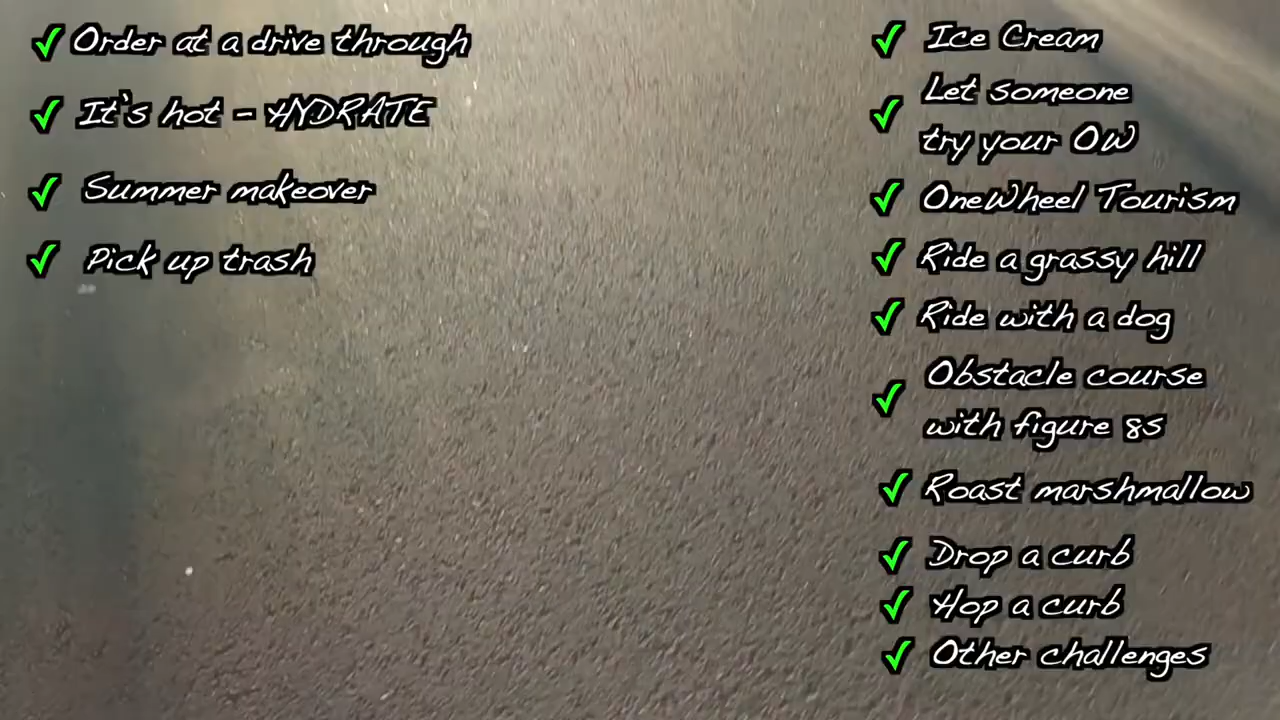 Order at a drive through
It's hot - HYDRATE
Summer makeover
Pick up trash
Ice Cream
Let someone
try your OW
OneWheel Tourism
Ride a grassy hill
Ride with a dog
Obstacle course
with figure 8s
Roast marshmallow
Drop a curb
Hop a curb
Other challenges